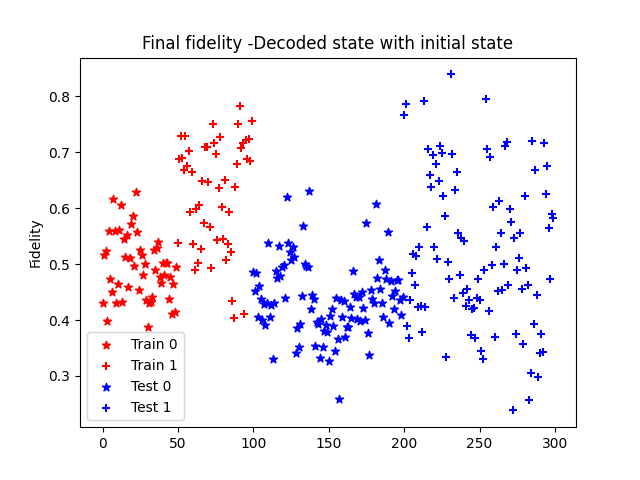 Final fidelity -Decoded state with initial state
Fidelity
0.8
0.7
0.6
0.5
0.4
0.3
Train 0
Train 1
Test 0
Test 1
0 50 100 150 200 250 300